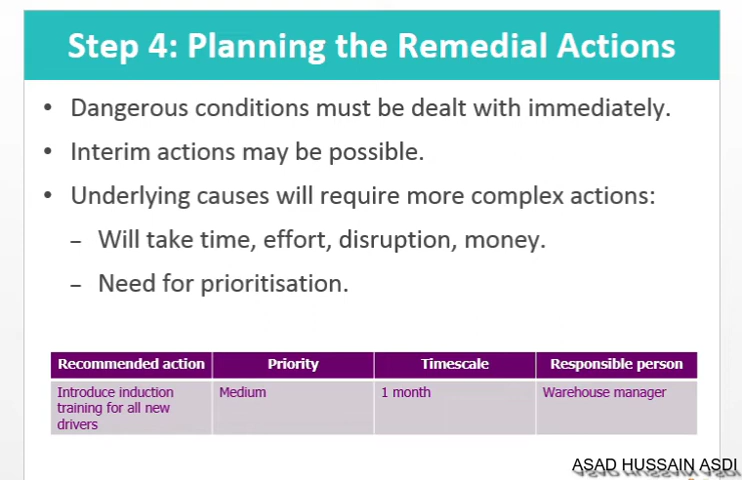 Step 4: Planning the Remedial Actions
• Dangerous conditions must be dealt with immediately.
• Interim actions may be possible.
• Underlying causes will require more complex actions:
– Will take time, effort, disruption, money.
– Need for prioritisation.
Recommended action Priority Timescale Responsible person
Introduce induction Medium 1 month Warehouse manager
training for all new
drivers
ASAD HUSSAIN ASDI